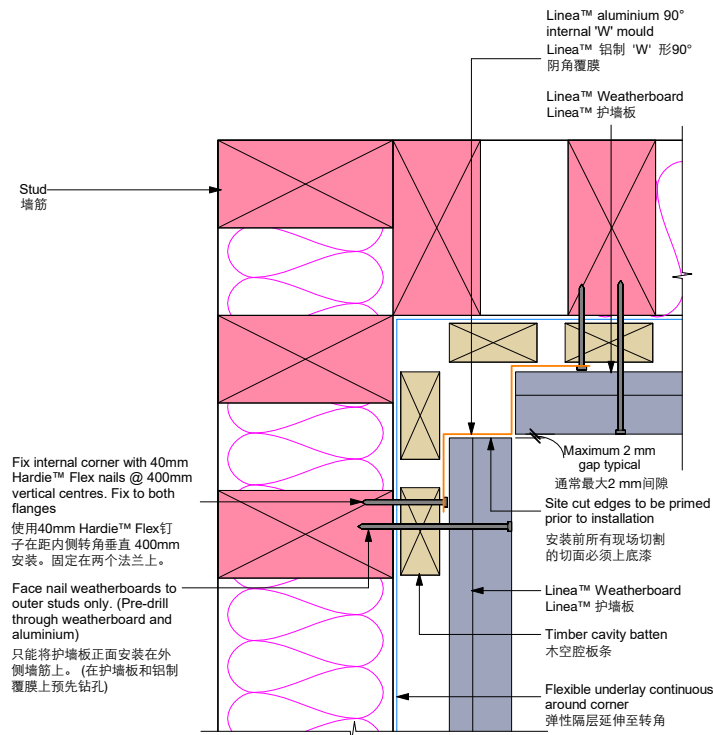 Linea™ aluminium 90°
internal 'W' mould
Linea™ 铝制 'W' 形90°
阴角覆膜
Linea™ Weatherboard
Linea™ 护墙板
Stud
墙筋
Fix internal corner with 40mm
Hardie™ Flex nails @ 400mm
vertical centres. Fix to both
flanges
使用40mm Hardie™ Flex钉
子在距内侧转角垂直 400mm
安装。固定在两个法兰上。
Face nail weatherboards to
outer studs only. (Pre-drill
through weatherboard and
aluminium)
只能将护墙板正面安装在外
侧墙筋上。 (在护墙板和铝制
覆膜上预先钻孔)
Maximum 2 mm
gap typical
通常最大2 mm间隙
Site cut edges to be primed
prior to installation
安装前所有现场切割
的切面必须上底漆
Linea™ Weatherboard
Linea™ 护墙板
Timber cavity batten
木空腔板条
Flexible underlay continuous
around corner
弹性隔层延伸至转角